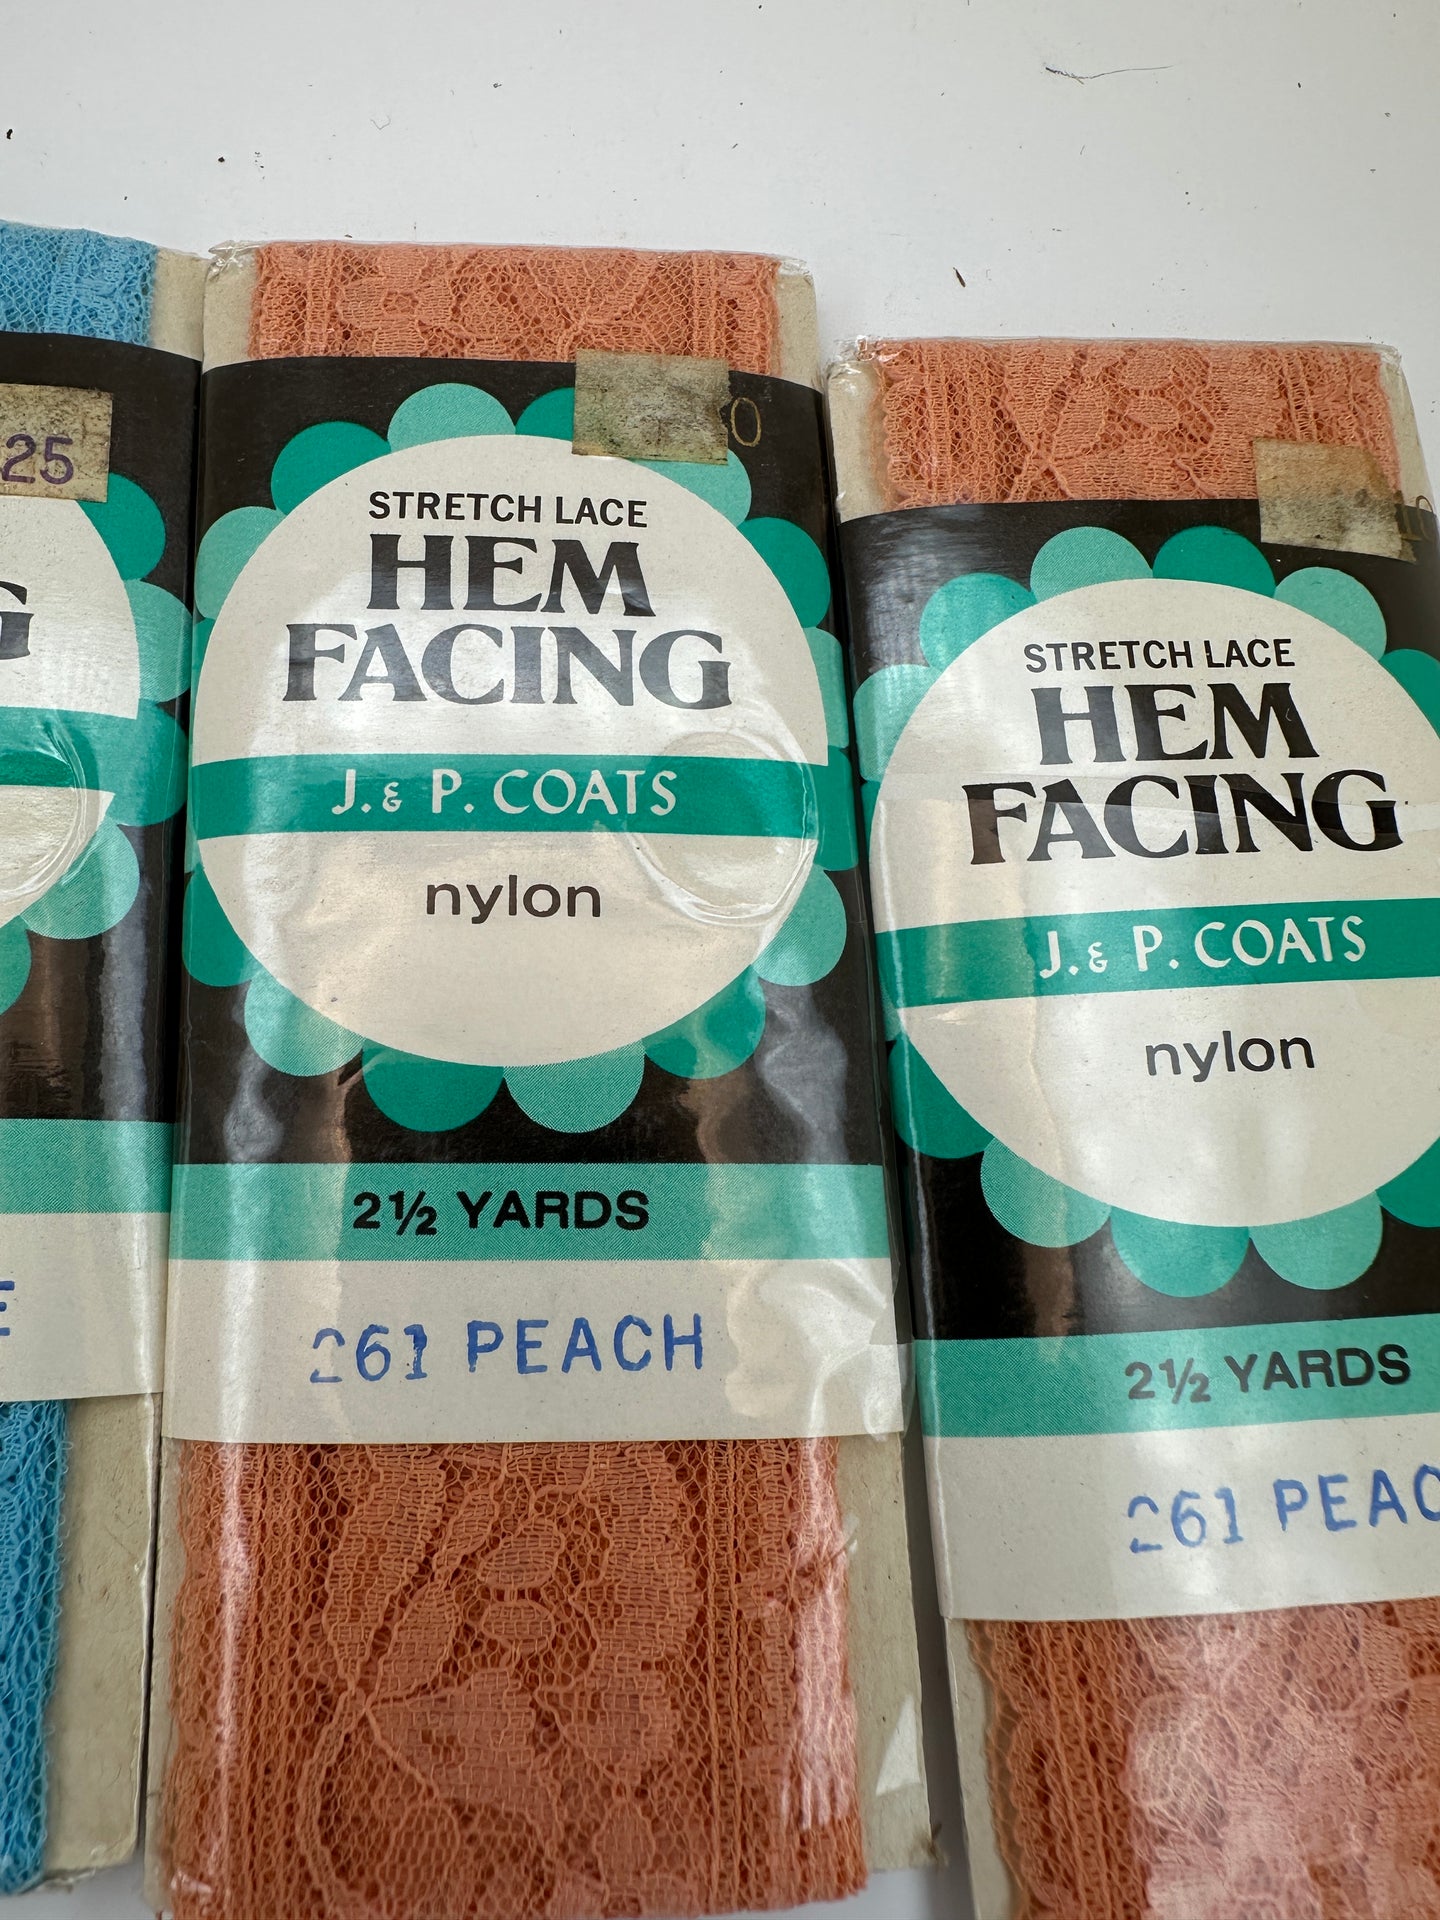 25
G
E
0
STRETCH LACE
HEM
FACING
J. & P. COATS
nylon
2½ YARDS
261 PEACH
STRETCH LACE
HEM
FACING
J. & P. COATS
nylon
2½ YARDS
261 PEAC